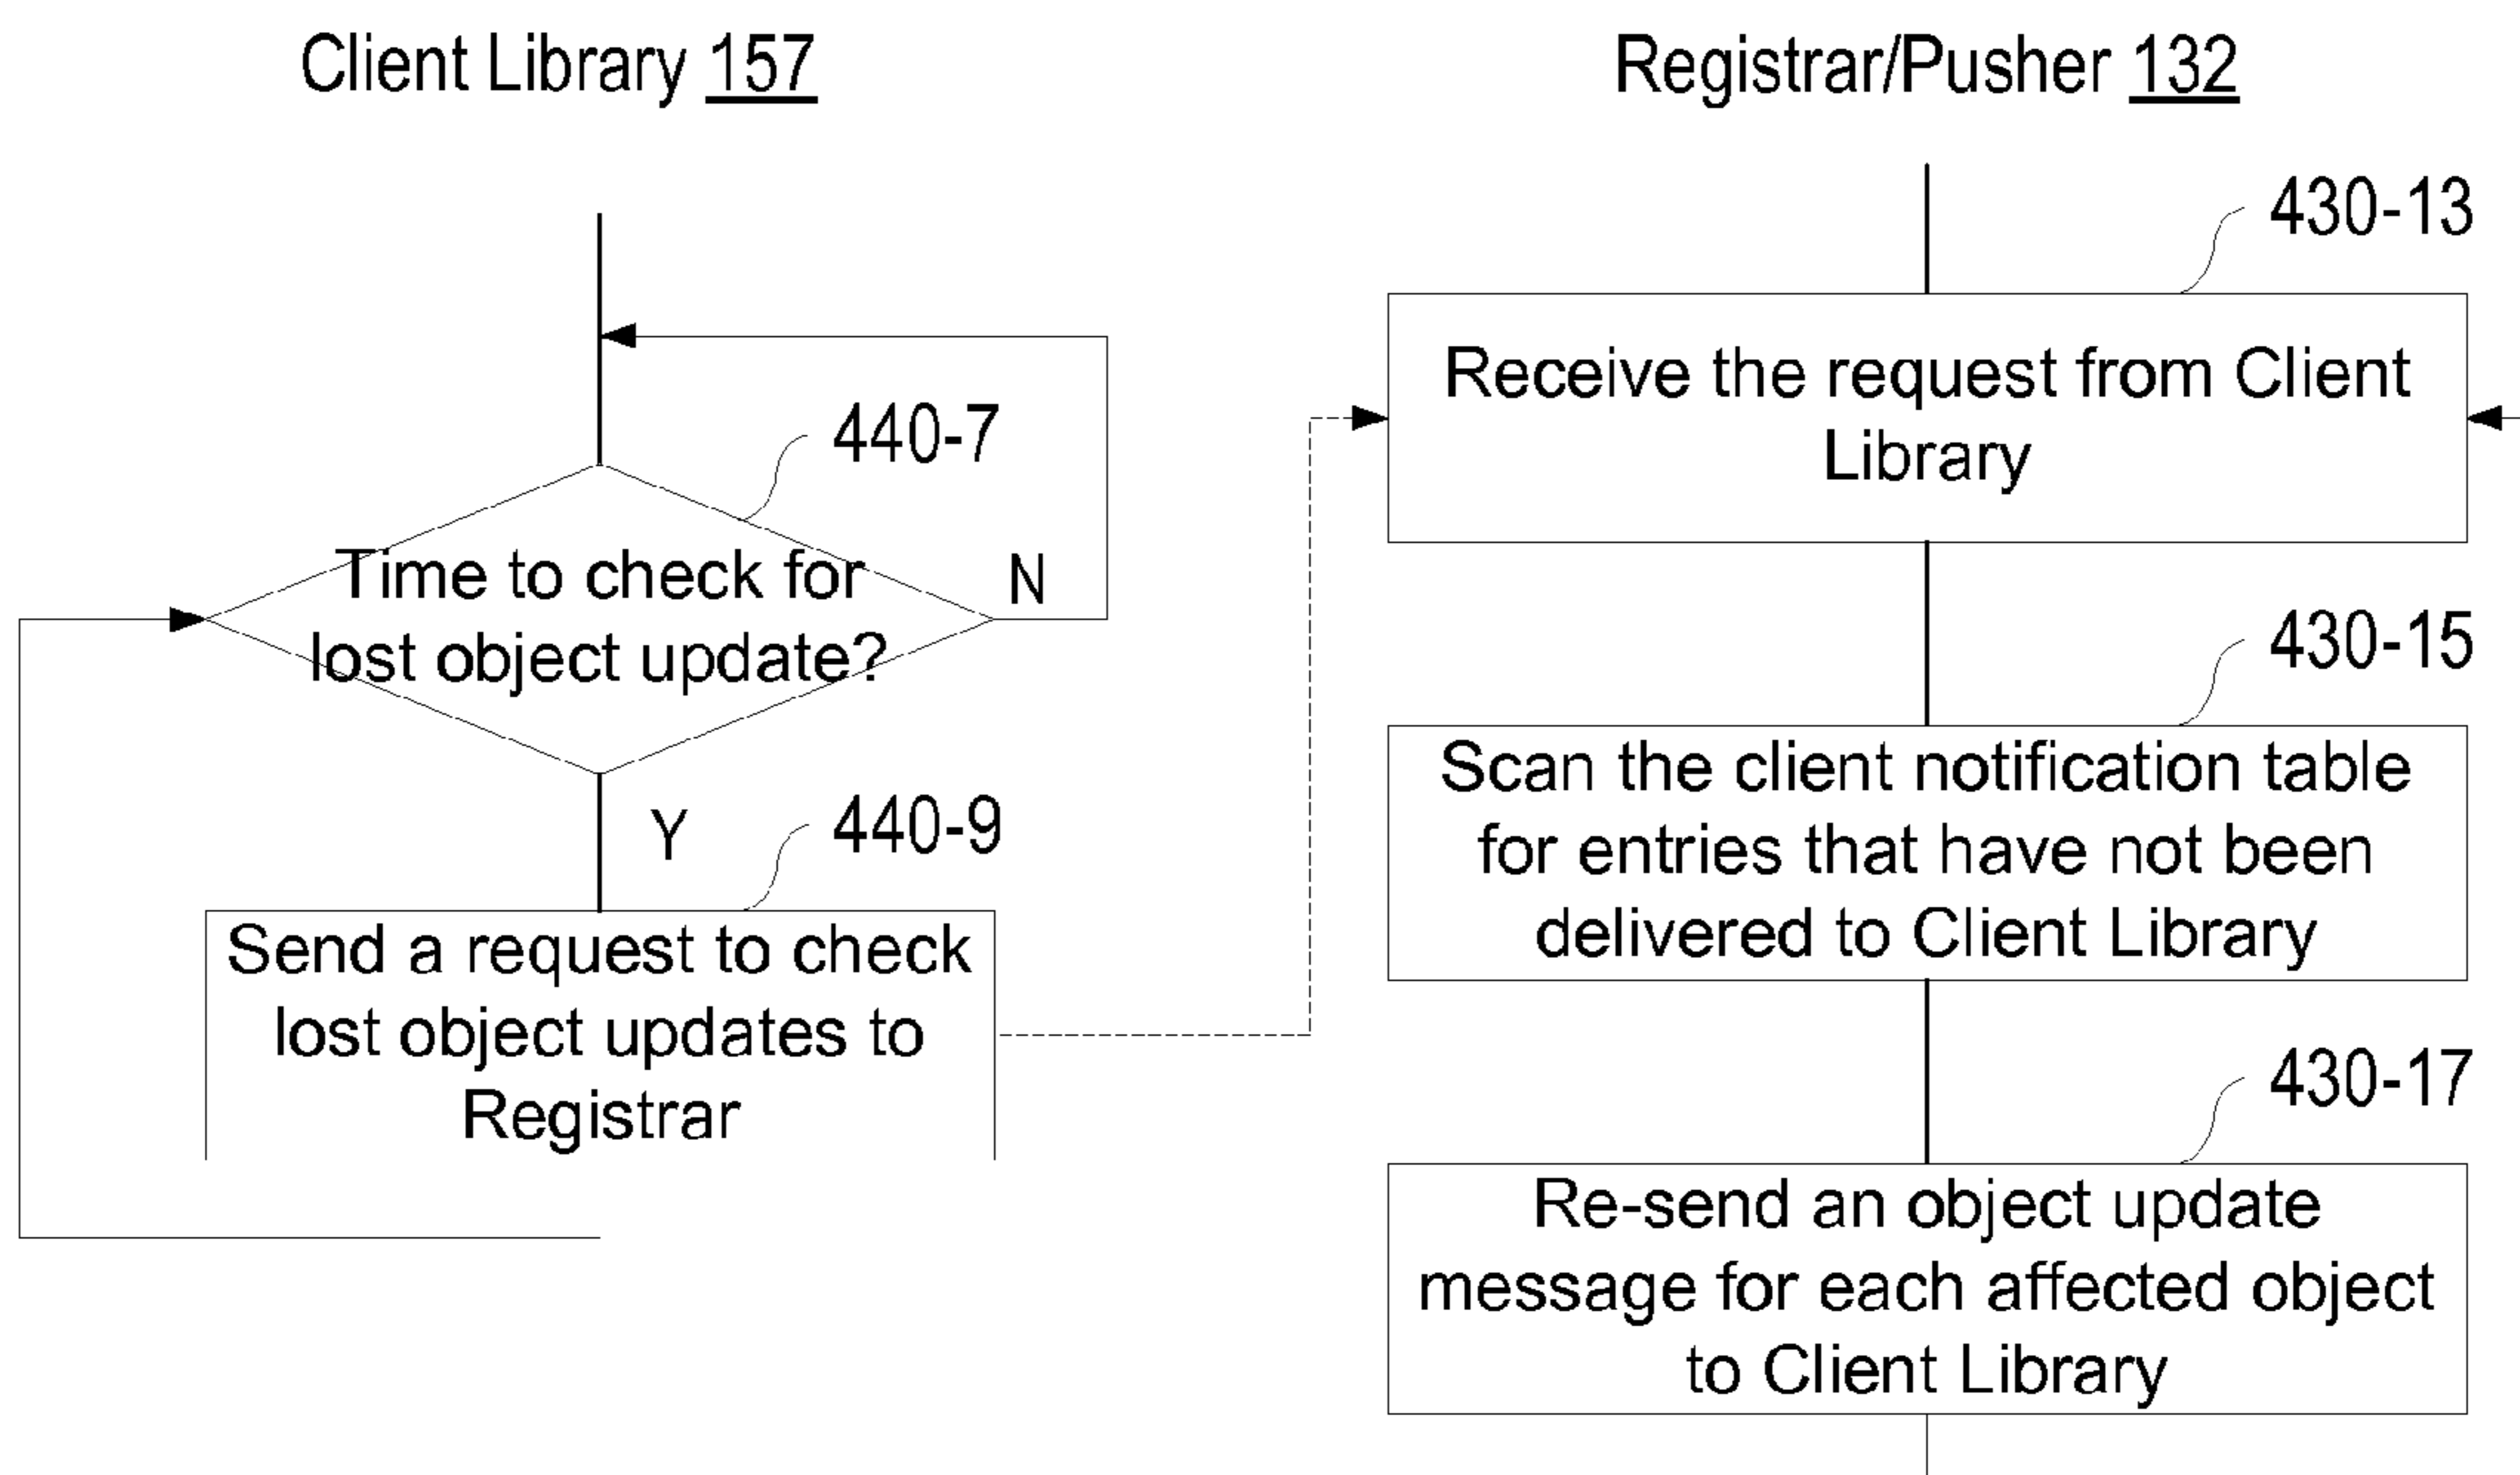 Client Library 157
440-7
Time to check for
lost object update?
N
Y
440-9
Send a request to check
lost object updates to
Registrar
Registrar/Pusher 132
430-13
Receive the request from Client
Library
430-15
Scan the client notification table
for entries that have not been
delivered to Client Library
430-17
Re-send an object update
message for each affected object
to Client Library